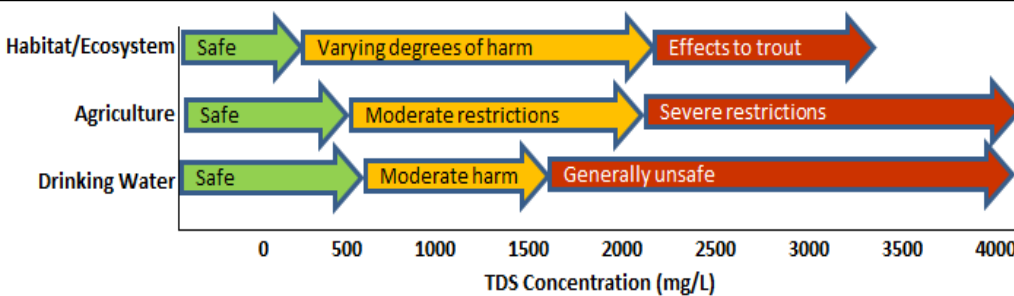 Habitat/Ecosystem Safe Varying degrees of harm Effects to trout
Agriculture Safe Moderate restrictions Severe restrictions
Drinking Water Safe Moderate harm Generally unsafe
0 500 1000 1500 2000 2500 3000 3500 4000
TDS Concentration (mg/L)